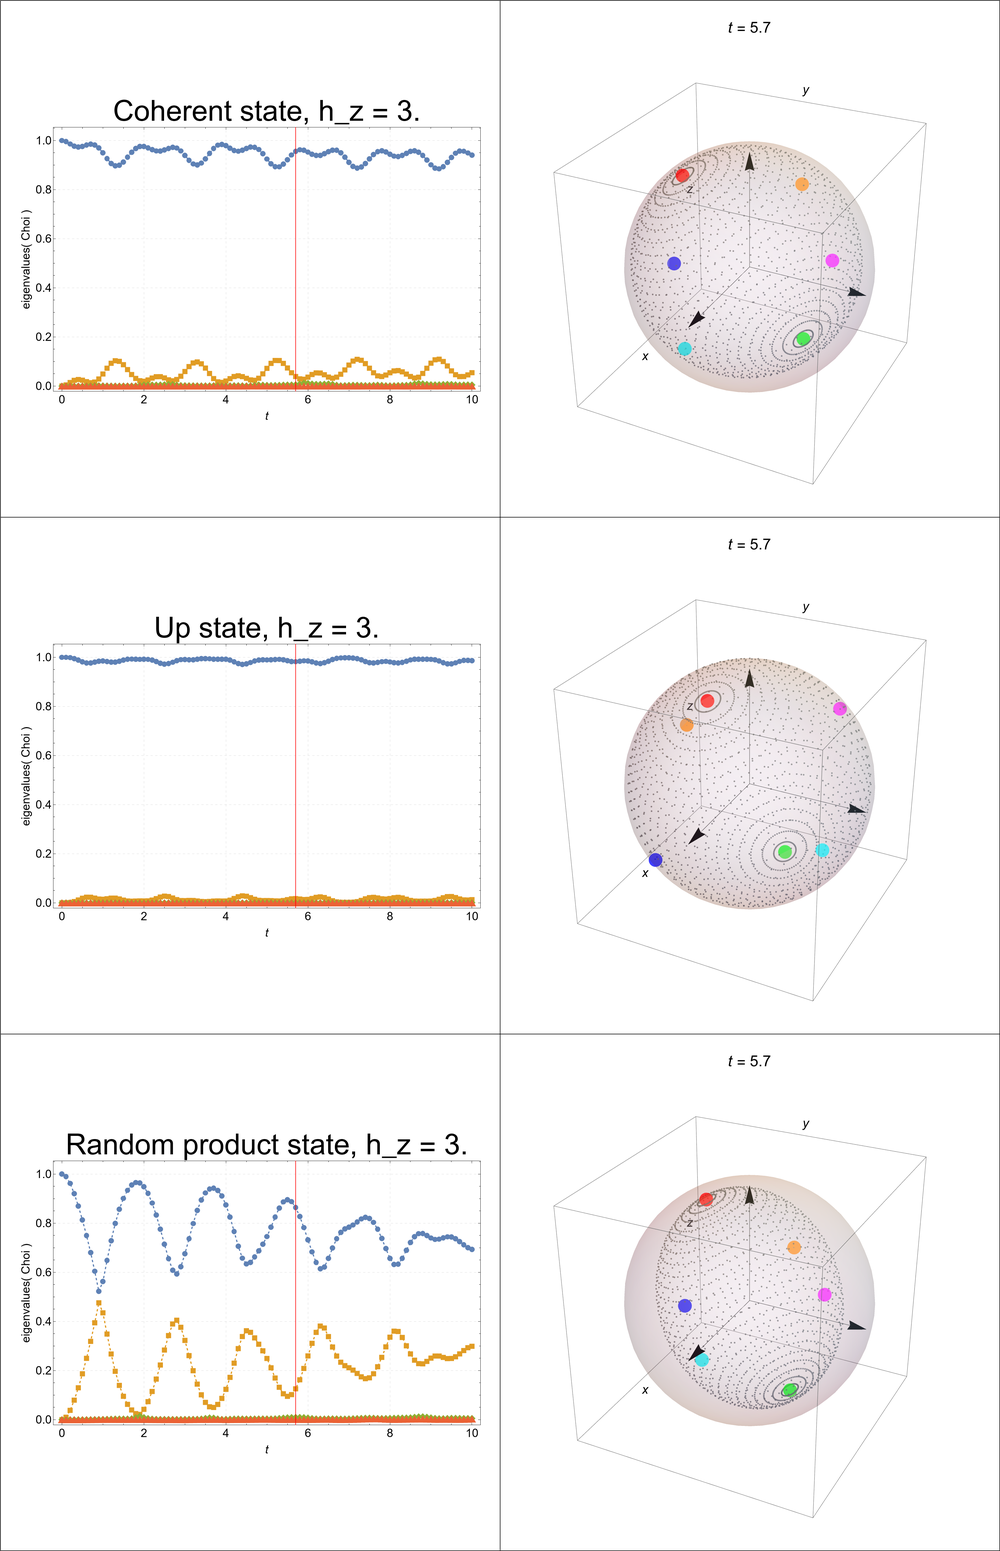 t = 5.7
y
Coherent state, h_z = 3.
1.0
z
0.8
eigenvalues( Choi )
0.6
0.4
0.2
x
0.0
0 2 4 6 8 10
t
t = 5.7
y
Up state, h_z = 3.
1.0
z
0.8
eigenvalues( Choi )
0.6
0.4
0.2
x
0.0
0 2 4 6 8 10
t
t = 5.7
y
Random product state, h_z = 3.
1.0
z
0.8
eigenvalues( Choi )
0.6
0.4
0.2
x
0.0
0 2 4 6 8 10
t